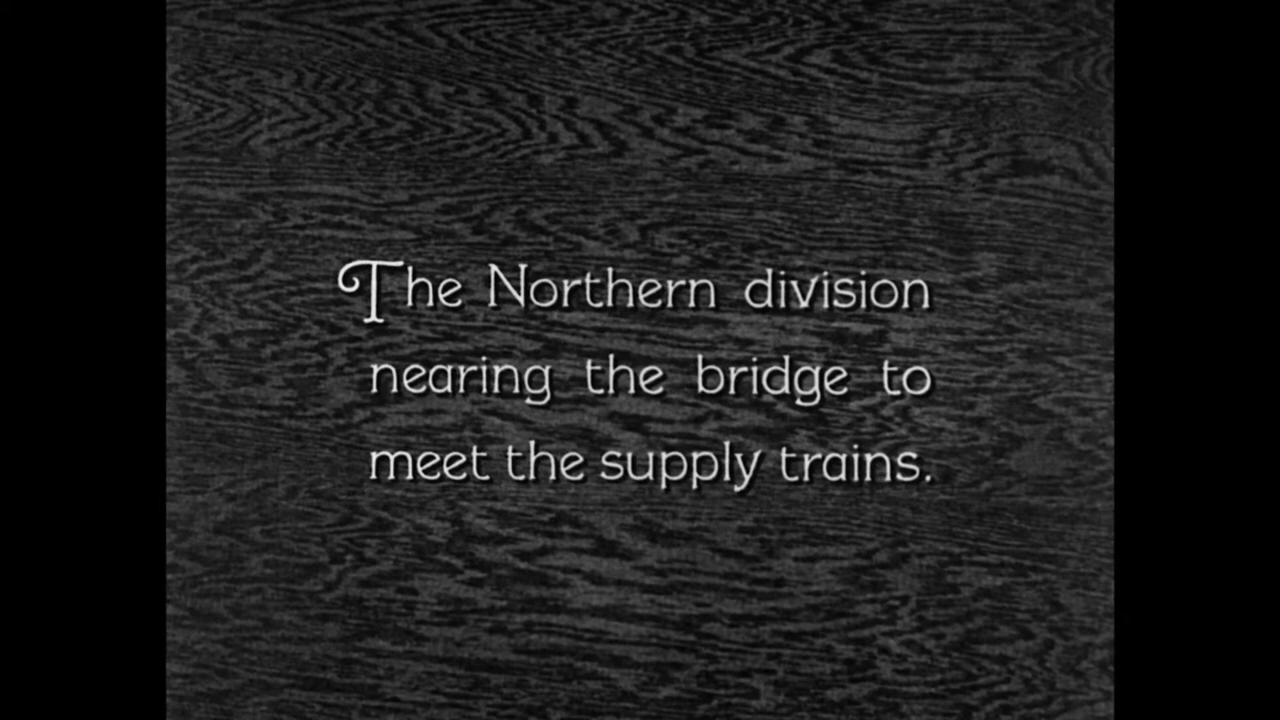 The Northern division
nearing the bridge to
meet the supply trains.